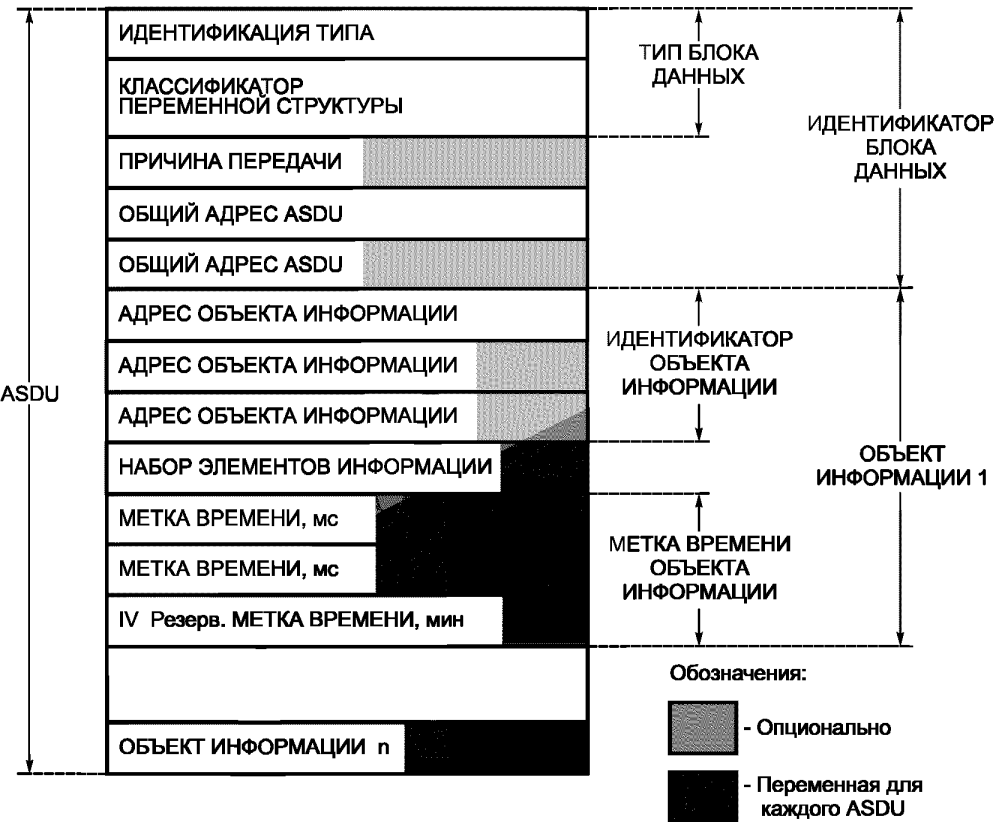 ИДЕНТИФИКАЦИЯ ТИПА
КЛАССИФИКАТОР
ПЕРЕМЕННОЙ СТРУКТУРЫ
ПРИЧИНА ПЕРЕДАЧИ
ОБЩИЙ АДРЕС ASDU
ОБЩИЙ АДРЕС ASDU
АДРЕС ОБЪЕКТА ИНФОРМАЦИИ
АДРЕС ОБЪЕКТА ИНФОРМАЦИИ
АДРЕС ОБЪЕКТА ИНФОРМАЦИИ
НАБОР ЭЛЕМЕНТОВ ИНФОРМАЦИИ
МЕТКА ВРЕМЕНИ, мс
МЕТКА ВРЕМЕНИ, мс
IV Резерв. МЕТКА ВРЕМЕНИ, мин
ОБЪЕКТ ИНФОРМАЦИИ n
ASDU
ТИП БЛОКА
ДАННЫХ
ИДЕНТИФИКАТОР
БЛОКА
ДАННЫХ
ИДЕНТИФИКАТОР
ОБЪЕКТА
ИНФОРМАЦИИ
ОБЪЕКТ
ИНФОРМАЦИИ 1
МЕТКА ВРЕМЕНИ
ОБЪЕКТА
ИНФОРМАЦИИ
Обозначения:
- Опционально
- Переменная для
каждого ASDU